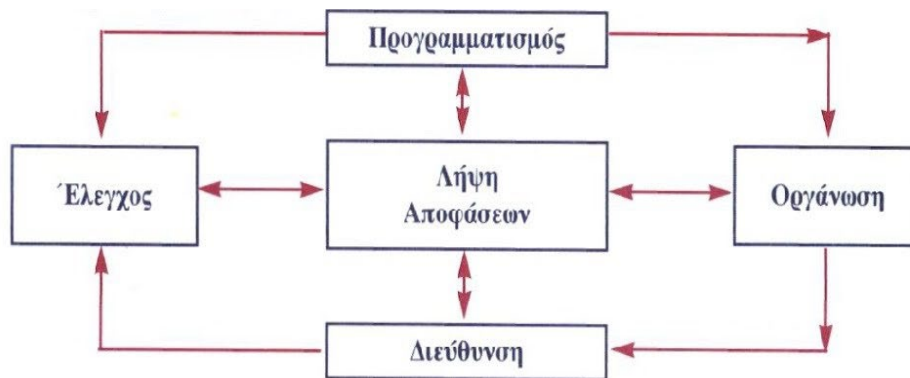 Προγραμματισμός
Έλεγχος
Λήψη
Αποφάσεων
Οργάνωση
Διεύθυνση